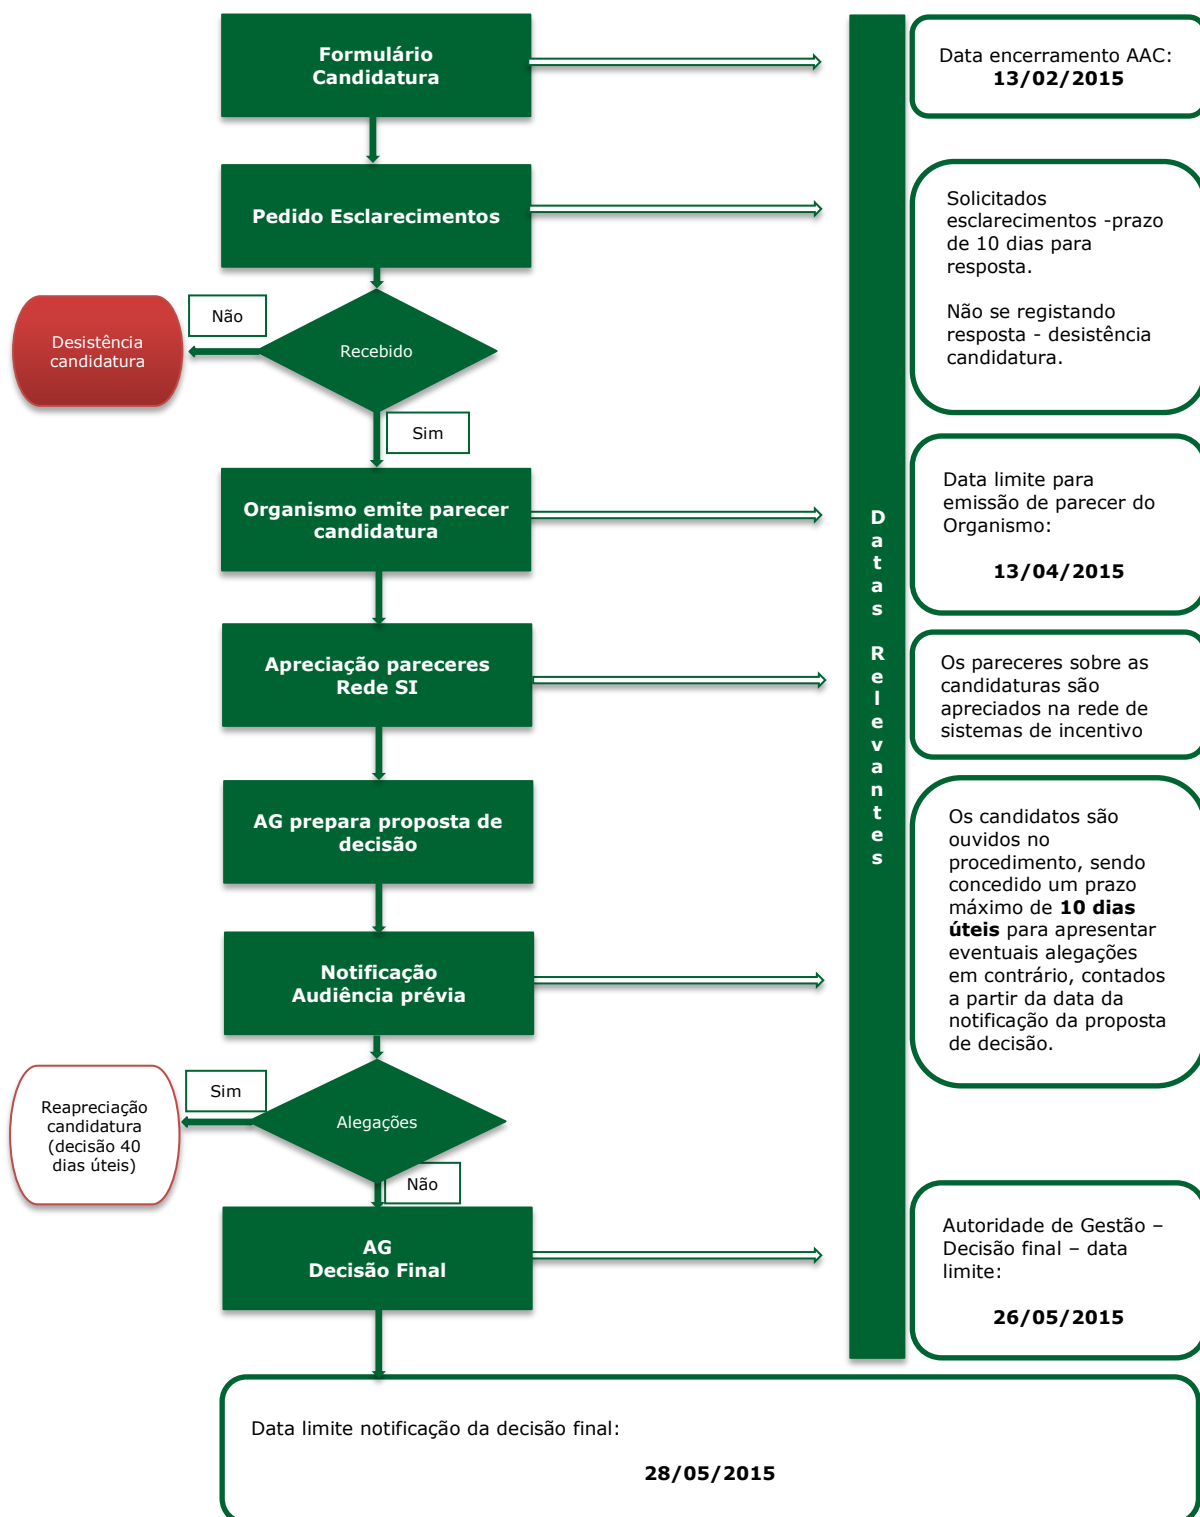 Formulário
Candidatura
Data encerramento AAC:
13/02/2015
Pedido Esclarecimentos
Solicitados
esclarecimentos -prazo
de 10 dias para
resposta.
Não se registando
resposta - desistência
candidatura.
Não
Desistência
candidatura
Recebido
Sim
Organismo emite parecer
candidatura
Data limite para
emissão de parecer do
Organismo:
13/04/2015
Datas Relevantes
Apreciação pareceres
Rede SI
Os pareceres sobre as
candidaturas são
apreciados na rede de
sistemas de incentivo
AG prepara proposta de
decisão
Os candidatos são
ouvidos no
procedimento, sendo
concedido um prazo
máximo de 10 dias
úteis para apresentar
eventuais alegações
em contrário, contados
a partir da data da
notificação da proposta
de decisão.
Notificação
Audiência prévia
Sim
Reapreciação
candidatura
(decisão 40
dias úteis)
Alegações
Não
AG
Decisão Final
Autoridade de Gestão –
Decisão final – data
limite:
26/05/2015
Data limite notificação da decisão final:
28/05/2015